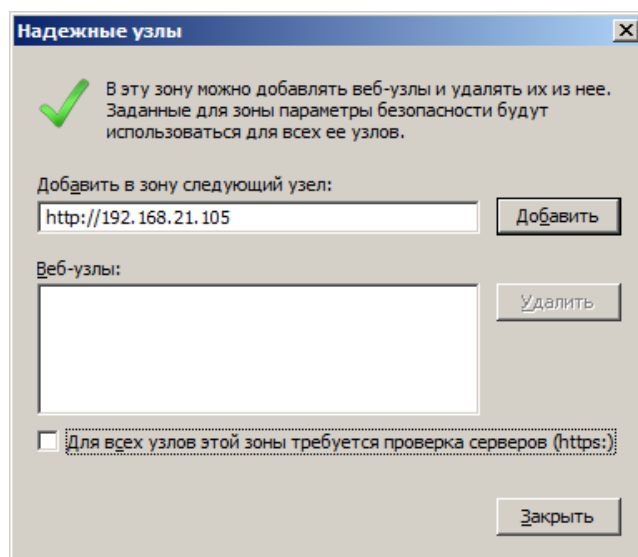 Надежные узлы
В эту зону можно добавлять веб-узлы и удалять их из нее.
Заданные для зоны параметры безопасности будут
использоваться для всех ее узлов.
Добавить в зону следующий узел:
http://192.168.21.105
Добавить
Веб-узлы:
Удалить
Для всех узлов этой зоны требуется проверка серверов (https:)
Закрыть